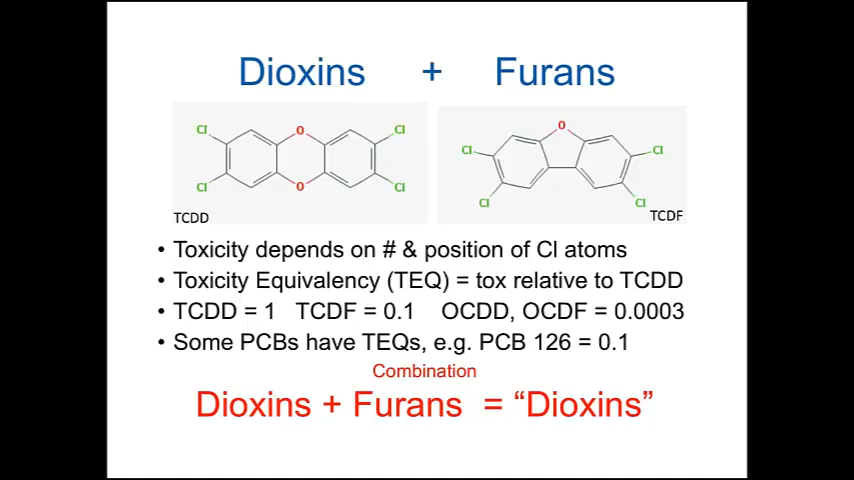 Dioxins + Furans
Cl O Cl
Cl O Cl
TCDD
O
Cl Cl
Cl Cl
TCDF
• Toxicity depends on # & position of Cl atoms
• Toxicity Equivalency (TEQ) = tox relative to TCDD
• TCDD = 1 TCDF = 0.1 OCDD, OCDF = 0.0003
• Some PCBs have TEQs, e.g. PCB 126 = 0.1
Combination
Dioxins + Furans = “Dioxins”